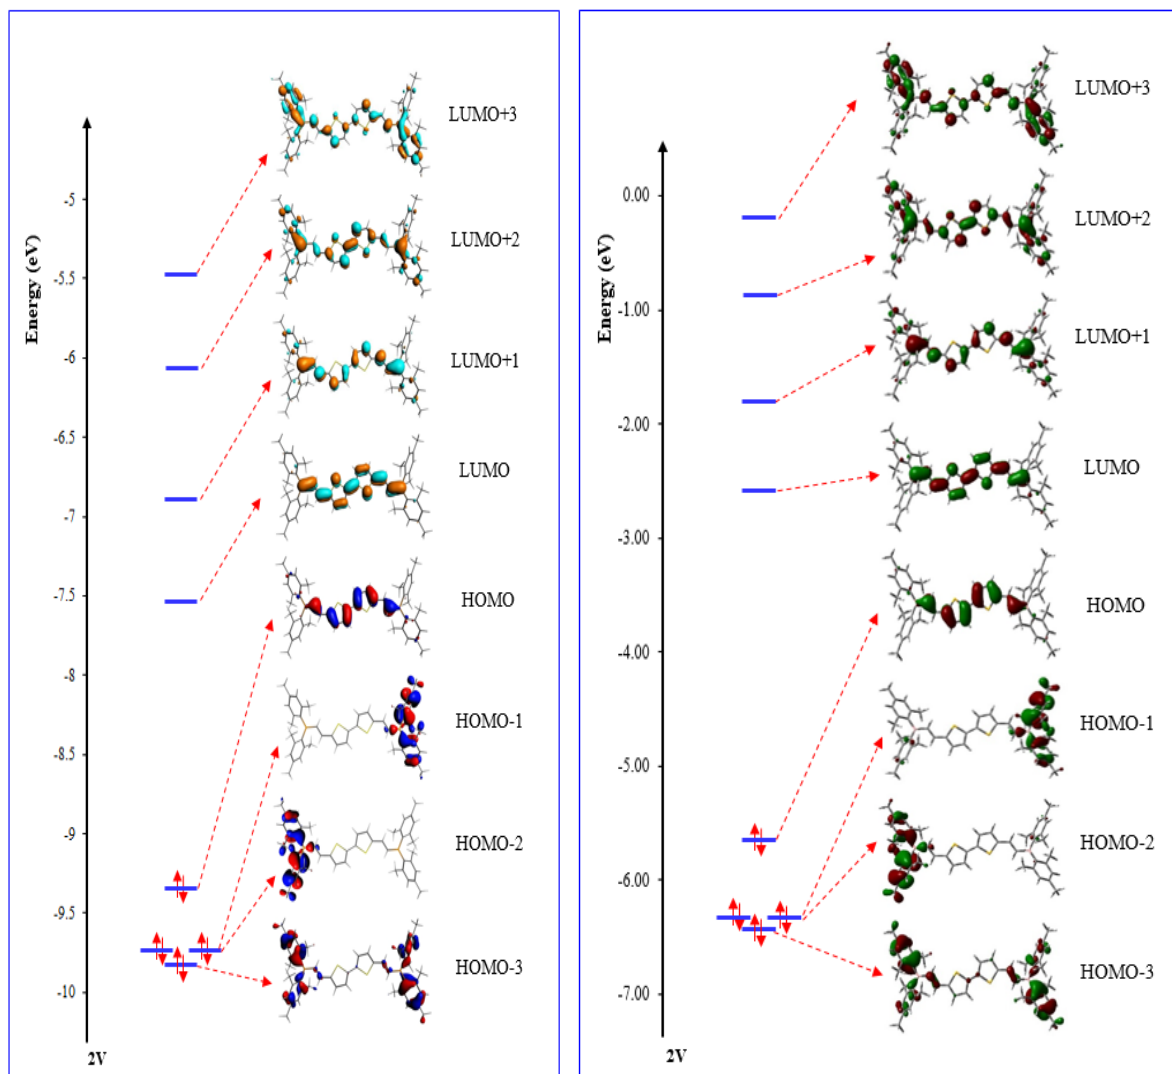 LUMO+3
-5
LUMO+2
-5.5
Energy (eV)
LUMO+1
-6
-6.5
LUMO
-7
-7.5
HOMO
-8
HOMO-1
-8.5
HOMO-2
-9
-9.5
HOMO-3
-10
2V
LUMO+3
0.00
LUMO+2
Energy (eV)
-1.00
LUMO+1
-2.00
LUMO
-3.00
HOMO
-4.00
HOMO-1
-5.00
HOMO-2
-6.00
HOMO-3
-7.00
2V